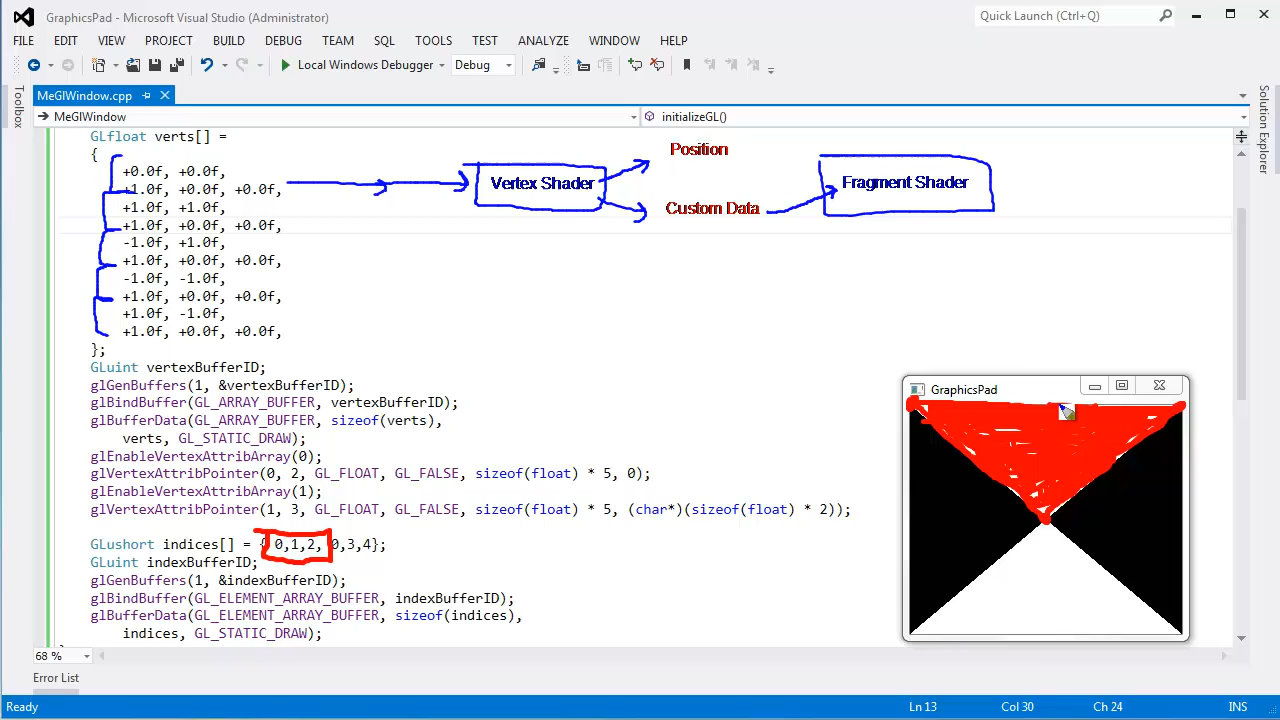 GraphicsPad - Microsoft Visual Studio (Administrator)
Quick Launch (Ctrl+Q)
FILE EDIT VIEW PROJECT BUILD DEBUG TEAM SQL TOOLS TEST ANALYZE WINDOW HELP
Local Windows Debugger Debug
Toolbox
MeGlWindow.cpp
Solution Explorer
MeGlWindow initializeGL()
GLfloat verts[] =
{
+0.0f, +0.0f,
+1.0f, +0.0f, +0.0f,
+1.0f, +1.0f,
+1.0f, +0.0f, +0.0f,
-1.0f, +1.0f,
+1.0f, +0.0f, +0.0f,
-1.0f, -1.0f,
+1.0f, +0.0f, +0.0f,
+1.0f, -1.0f,
+1.0f, +0.0f, +0.0f,
};
GLuint vertexBufferID;
glGenBuffers(1, &vertexBufferID);
glBindBuffer(GL_ARRAY_BUFFER, vertexBufferID);
glBufferData(GL_ARRAY_BUFFER, sizeof(verts),
verts, GL_STATIC_DRAW);
glEnableVertexAttribArray(0);
glVertexAttribPointer(0, 2, GL_FLOAT, GL_FALSE, sizeof(float) * 5, 0);
glEnableVertexAttribArray(1);
glVertexAttribPointer(1, 3, GL_FLOAT, GL_FALSE, sizeof(float) * 5, (char*)(sizeof(float) * 2));
GLushort indices[] = { 0,1,2, 0,3,4};
GLuint indexBufferID;
glGenBuffers(1, &indexBufferID);
glBindBuffer(GL_ELEMENT_ARRAY_BUFFER, indexBufferID);
glBufferData(GL_ELEMENT_ARRAY_BUFFER, sizeof(indices),
indices, GL_STATIC_DRAW);
Vertex Shader
Position
Custom Data
Fragment Shader
GraphicsPad
68 %
Error List
Ready Ln 13 Col 30 Ch 24 INS